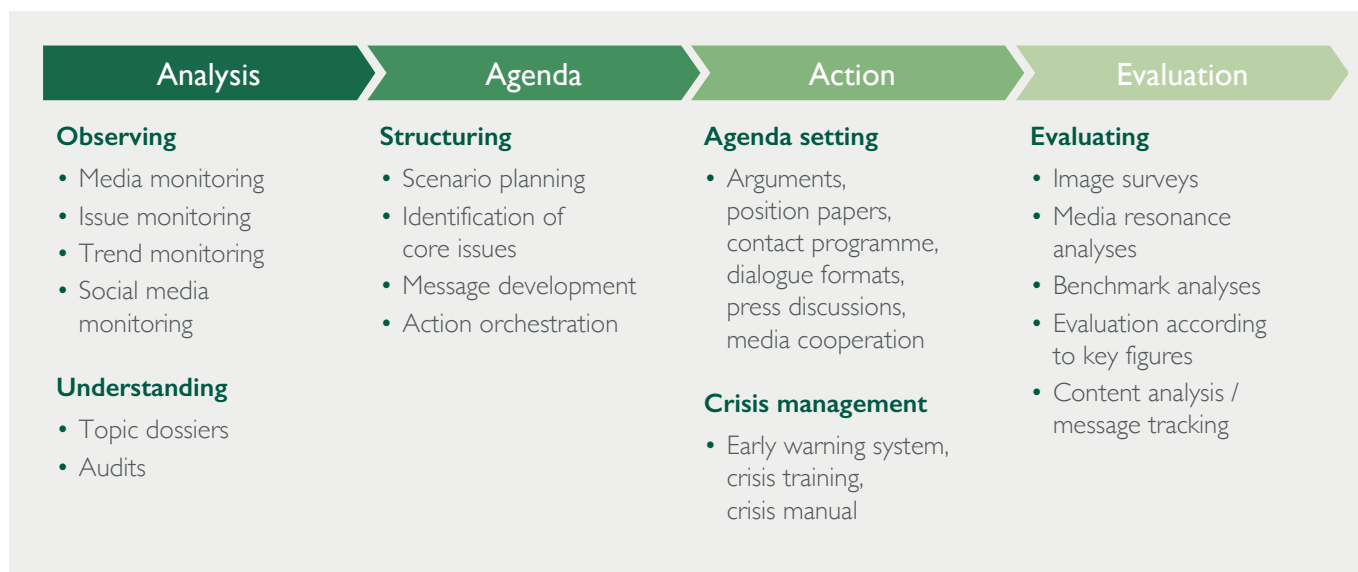 Analysis
Agenda
Action
Evaluation
Observing
• Media monitoring
• Issue monitoring
• Trend monitoring
• Social media
monitoring
Understanding
• Topic dossiers
• Audits
Structuring
• Scenario planning
• Identification of
core issues
• Message development
• Action orchestration
Agenda setting
• Arguments,
position papers,
contact programme,
dialogue formats,
press discussions,
media cooperation
Crisis management
• Early warning system,
crisis training,
crisis manual
Evaluating
• Image surveys
• Media resonance
analyses
• Benchmark analyses
• Evaluation according
to key figures
• Content analysis /
message tracking